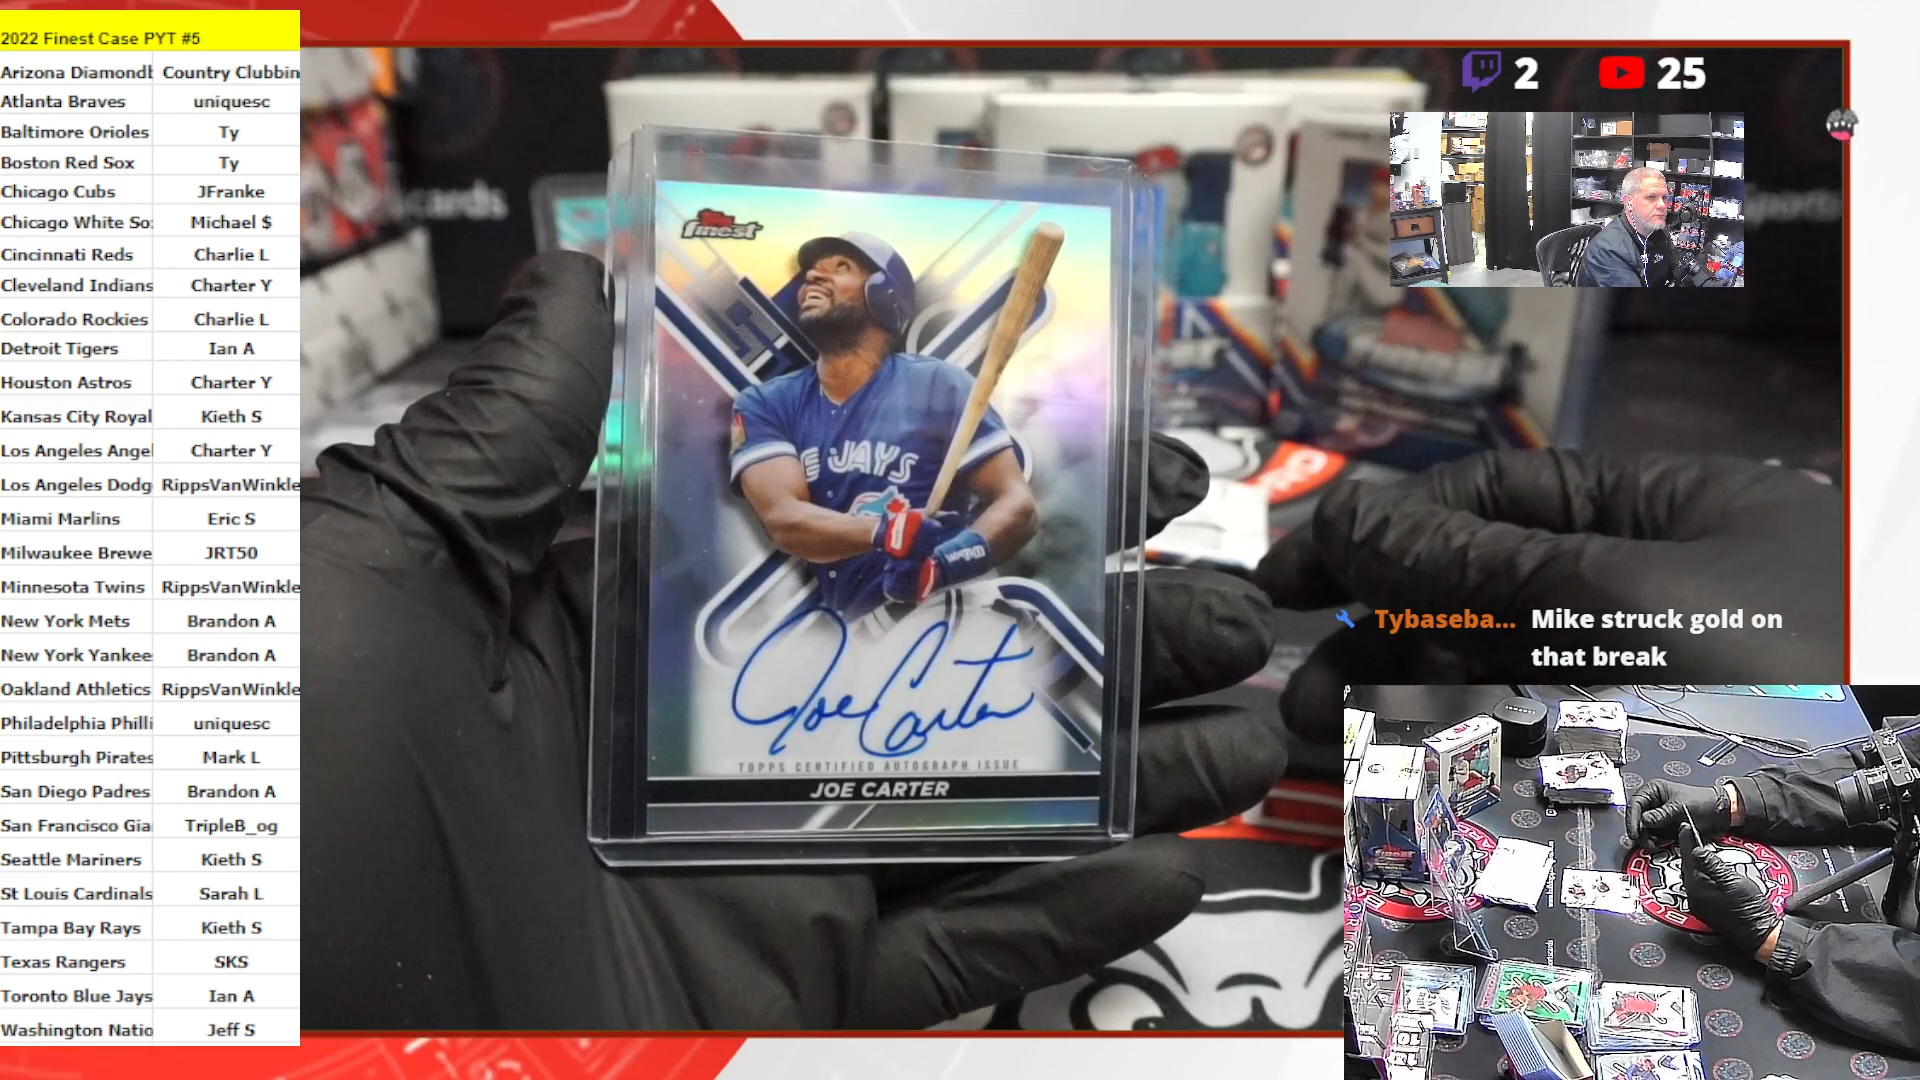 2022 Finest Case PYT #5
Arizona Diamondb Country Clubbin
Atlanta Braves uniquesc
Baltimore Orioles Ty
Boston Red Sox Ty
Chicago Cubs JFranke
Chicago White So Michael $
Cincinnati Reds Charlie L
Cleveland Indians Charter Y
Colorado Rockies Charlie L
Detroit Tigers Ian A
Houston Astros Charter Y
Kansas City Royal Kieth S
Los Angeles Angel Charter Y
Los Angeles Dodg RippsVanWinkle
Miami Marlins Eric S
Milwaukee Brewe JRT50
Minnesota Twins RippsVanWinkle
New York Mets Brandon A
New York Yankee Brandon A
Oakland Athletics RippsVanWinkle
Philadelphia Philli uniquesc
Pittsburgh Pirates Mark L
San Diego Padres Brandon A
San Francisco Gia TripleB_og
Seattle Mariners Kieth S
St Louis Cardinals Sarah L
Tampa Bay Rays Kieth S
Texas Rangers SKS
Toronto Blue Jays Ian A
Washington Natio Jeff S
Topps
finest
E JAYS
Wilson
Joe Carter
TOPPS CERTIFIED AUTOGRAPH ISSUE
JOE CARTER
cards
2 25
Tybaseba... Mike struck gold on
that break
finest